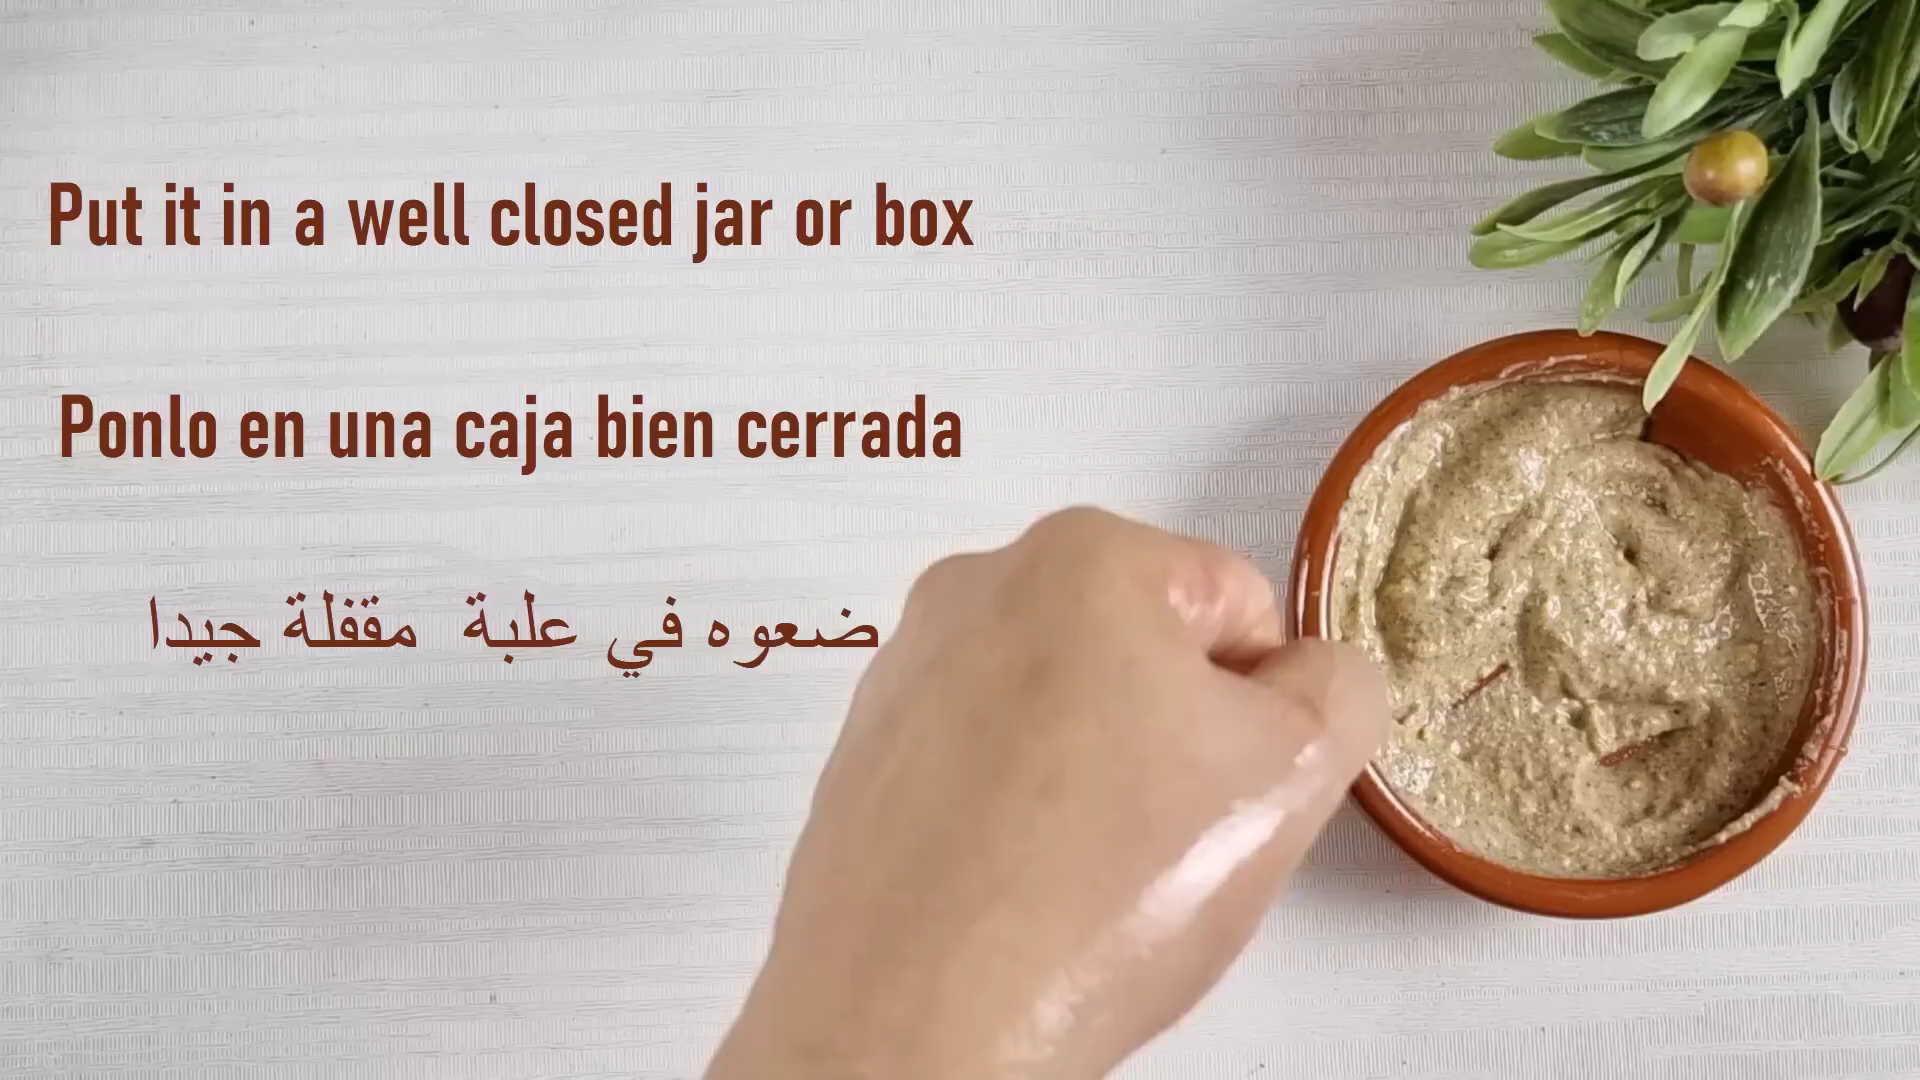 Put it in a well closed jar or box
Ponlo en una caja bien cerrada
ضعوه في علبة مقفلة جيدا